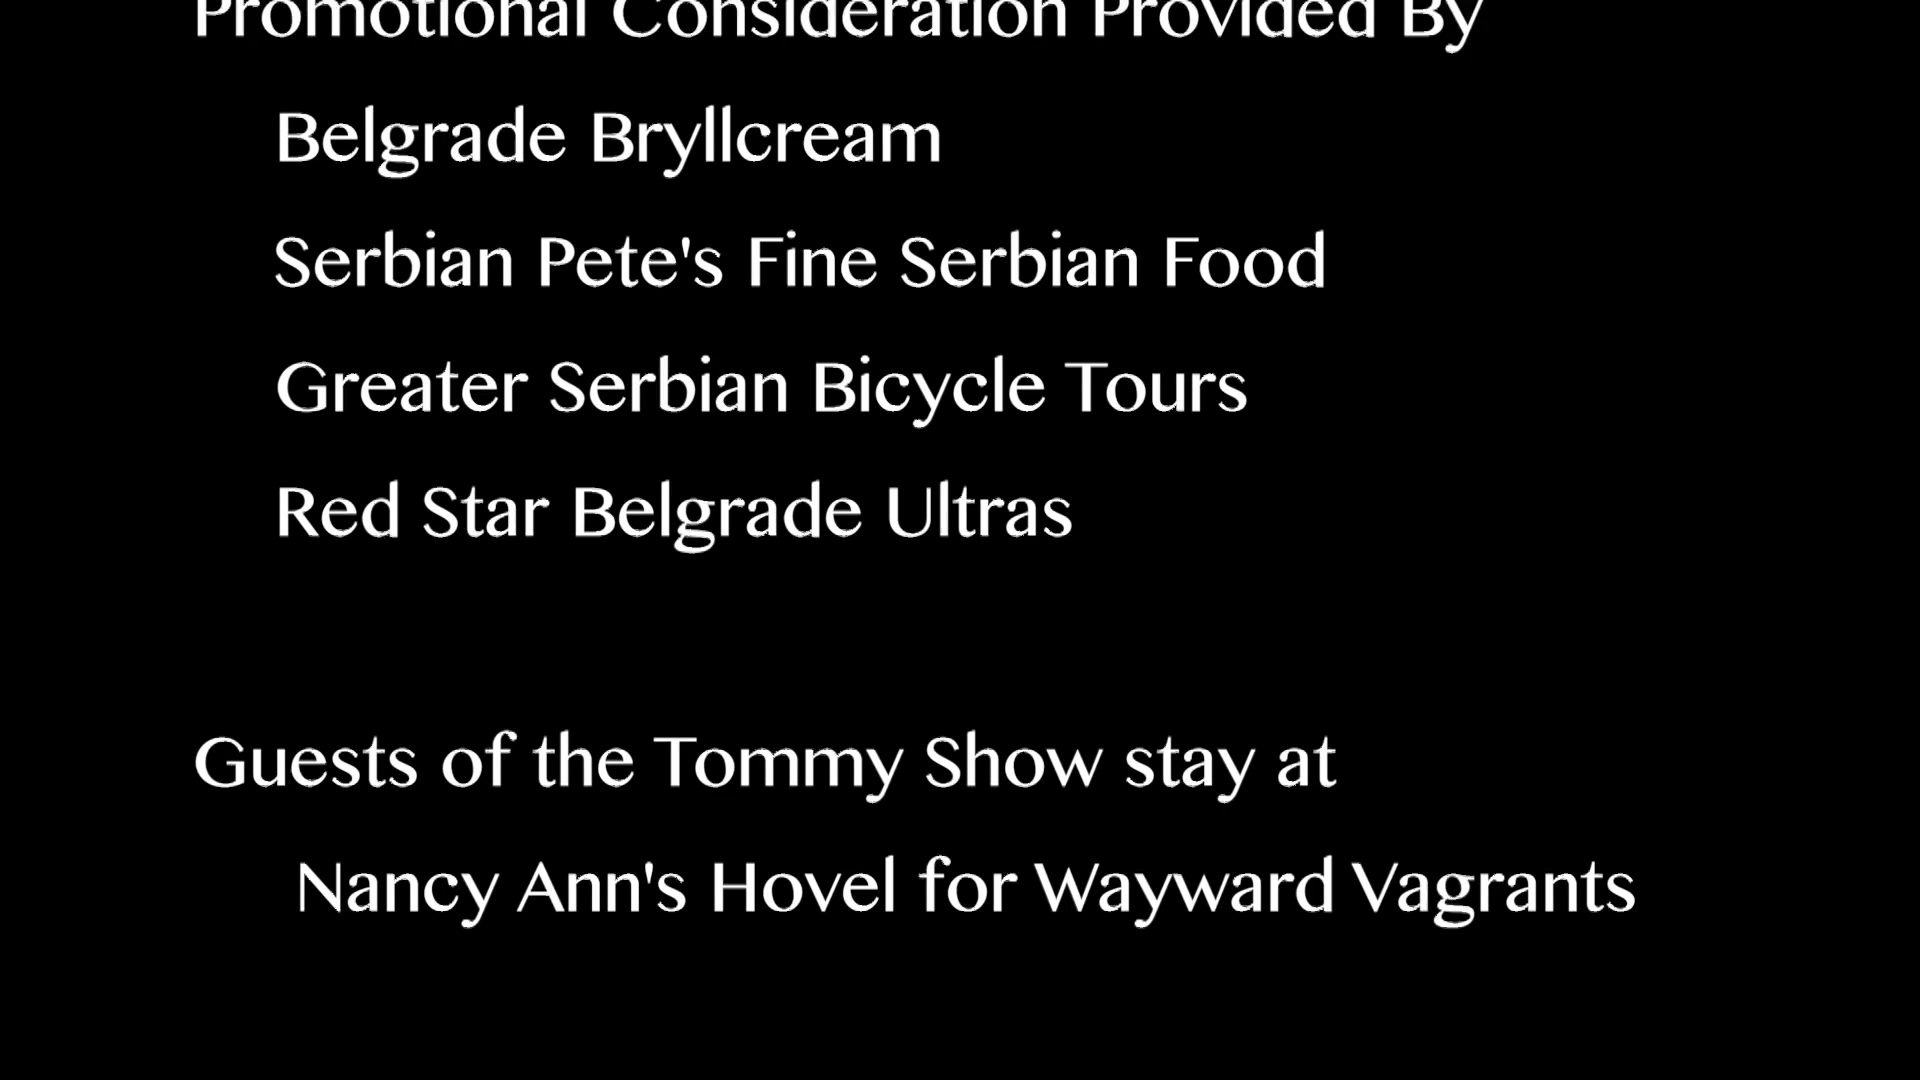 Promotional Consideration Provided By
Belgrade Bryllcream
Serbian Pete's Fine Serbian Food
Greater Serbian Bicycle Tours
Red Star Belgrade Ultras
Guests of the Tommy Show stay at
Nancy Ann's Hovel for Wayward Vagrants